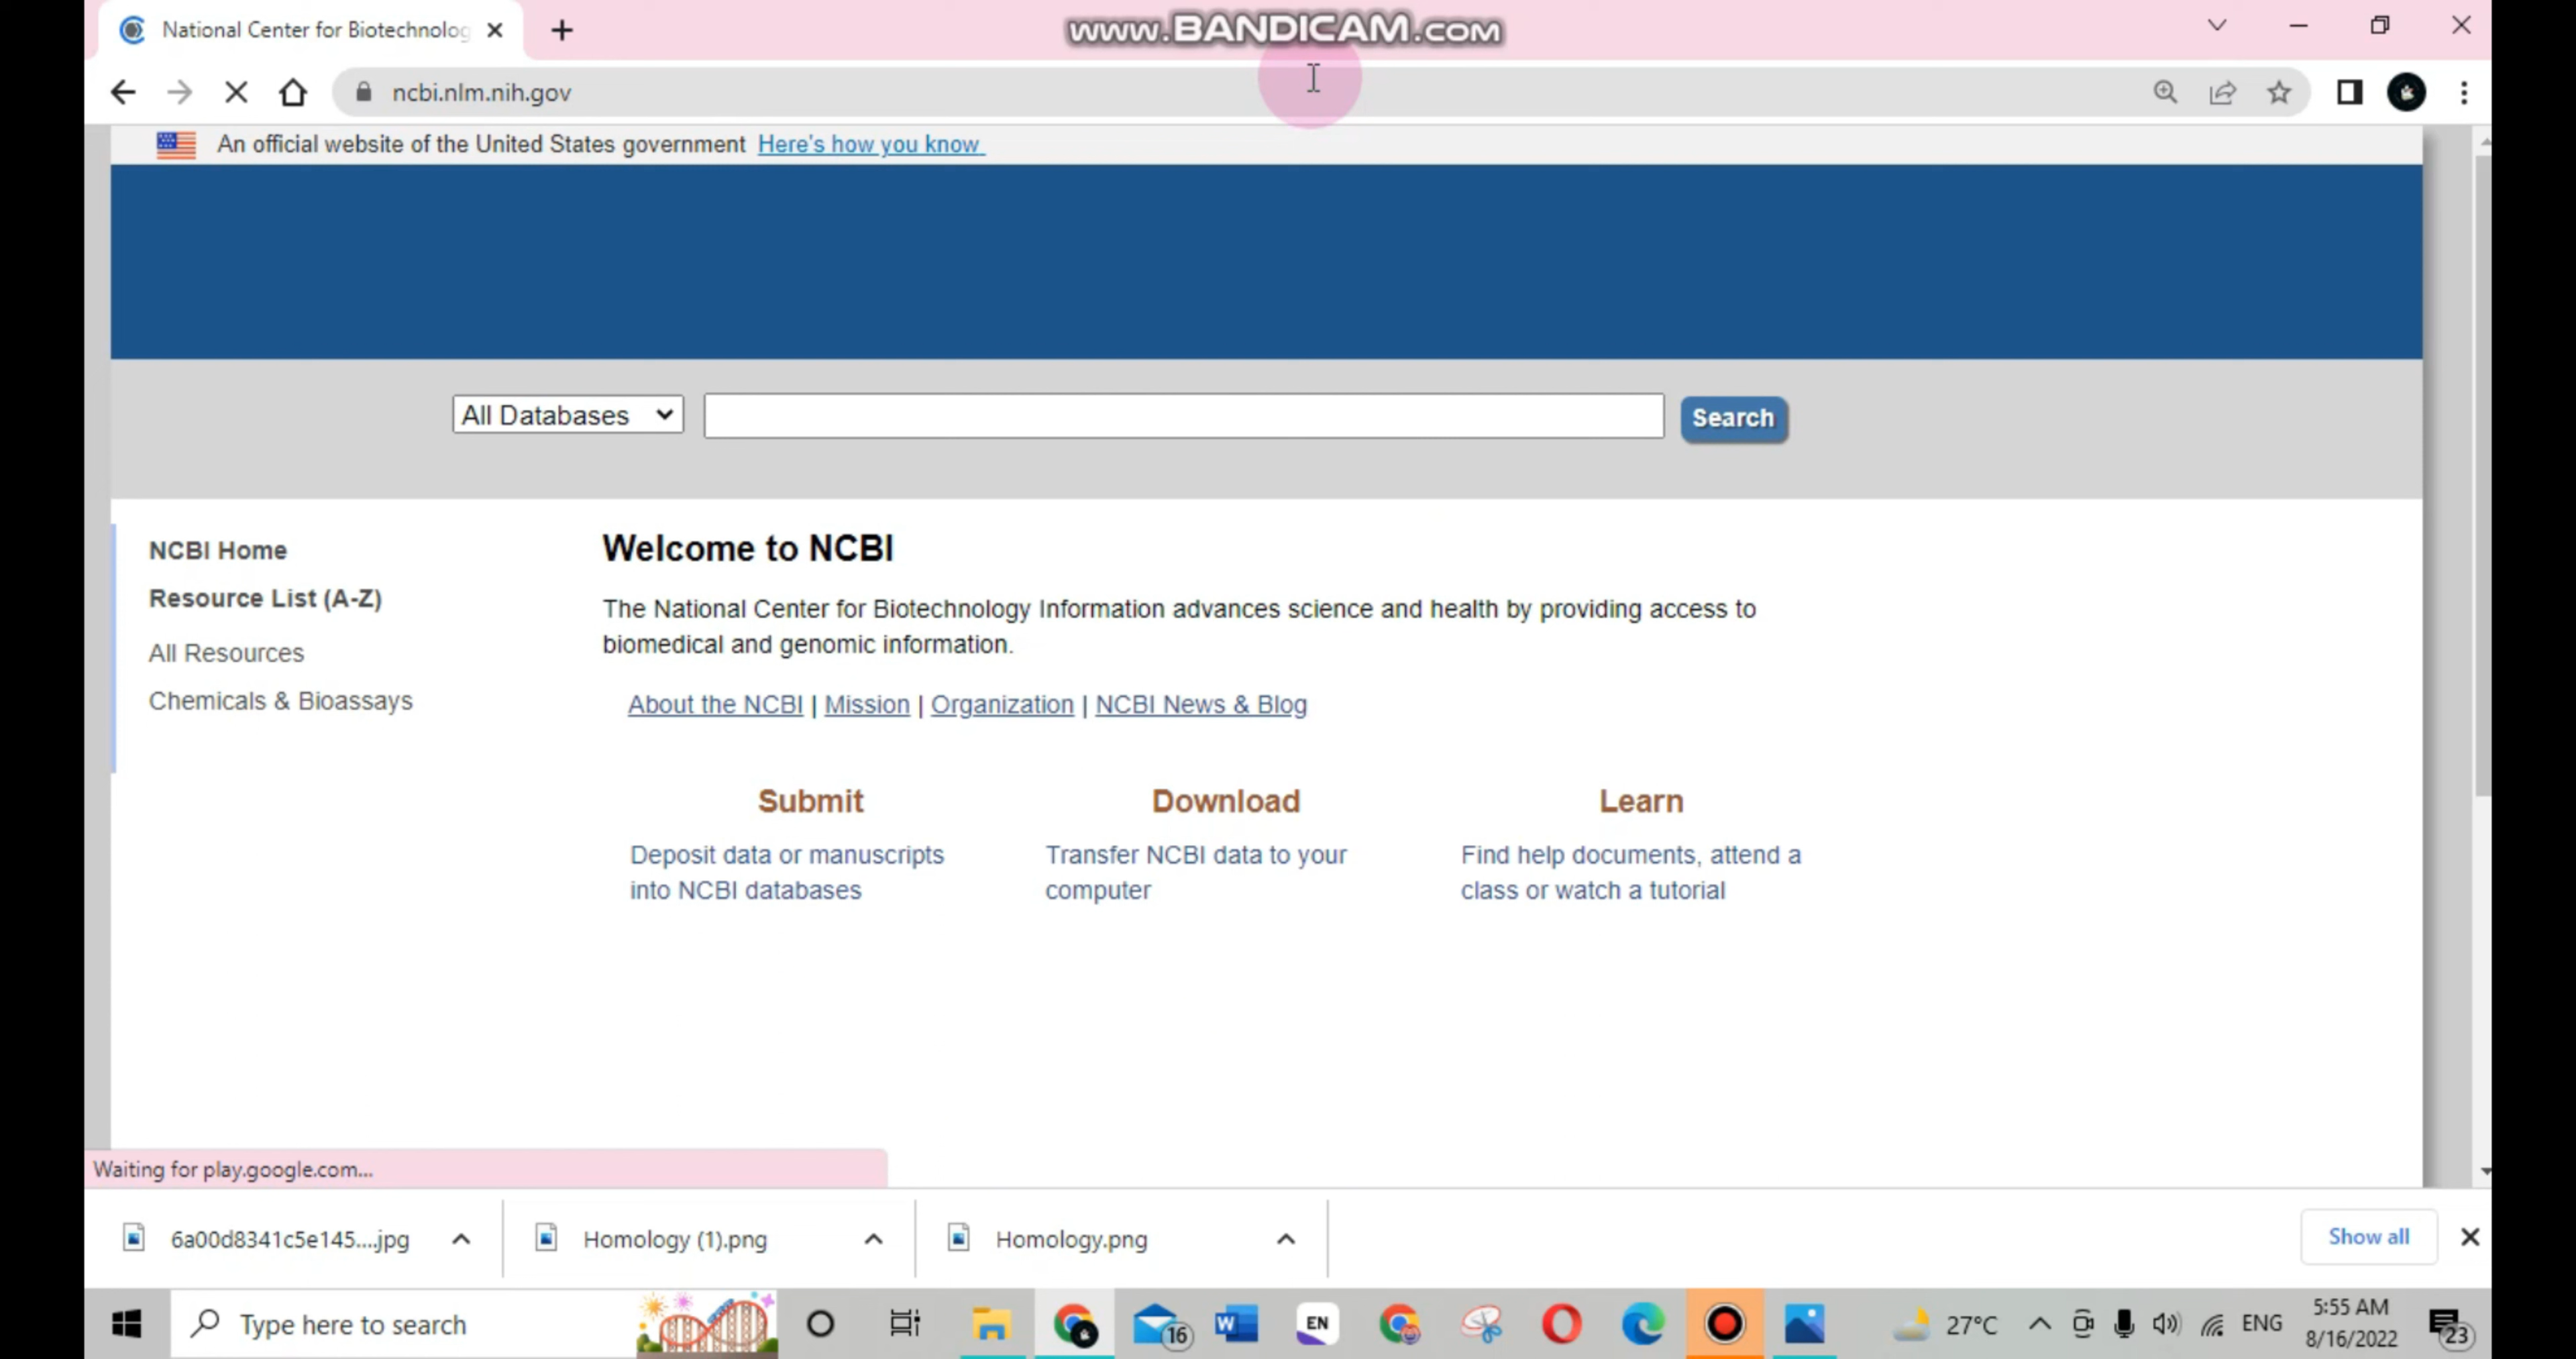 National Center for Biotechnolog
www.BANDICAM.com
ncbi.nlm.nih.gov
An official website of the United States government Here's how you know
All Databases
Search
NCBI Home
Resource List (A-Z)
All Resources
Chemicals & Bioassays
Welcome to NCBI
The National Center for Biotechnology Information advances science and health by providing access to
biomedical and genomic information.
About the NCBI | Mission | Organization | NCBI News & Blog
Submit
Deposit data or manuscripts
into NCBI databases
Download
Transfer NCBI data to your
computer
Learn
Find help documents, attend a
class or watch a tutorial
Waiting for play.google.com...
6a00d8341c5e145....jpg
Homology (1).png
Homology.png
Show all
Type here to search
16
W
EN
27°C
ENG
5:55 AM
8/16/2022
23